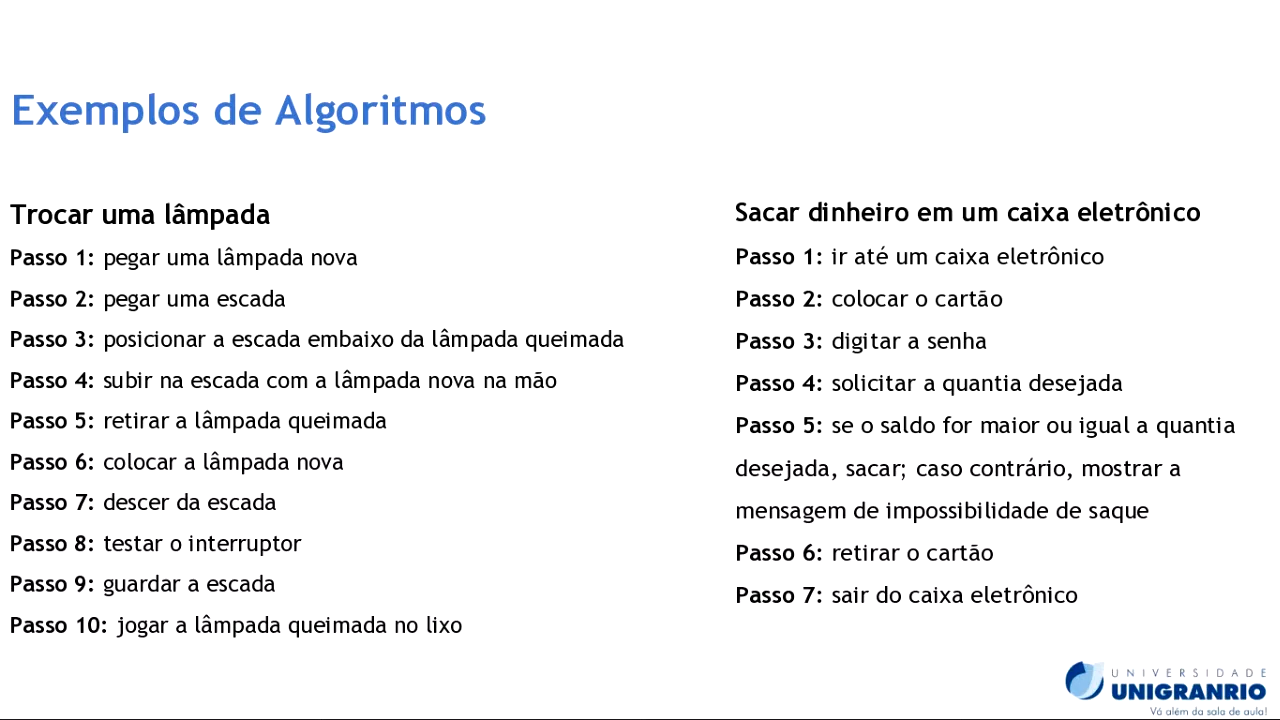 Exemplos de Algoritmos
Trocar uma lâmpada
Passo 1: pegar uma lâmpada nova
Passo 2: pegar uma escada
Passo 3: posicionar a escada embaixo da lâmpada queimada
Passo 4: subir na escada com a lâmpada nova na mão
Passo 5: retirar a lâmpada queimada
Passo 6: colocar a lâmpada nova
Passo 7: descer da escada
Passo 8: testar o interruptor
Passo 9: guardar a escada
Passo 10: jogar a lâmpada queimada no lixo
Sacar dinheiro em um caixa eletrônico
Passo 1: ir até um caixa eletrônico
Passo 2: colocar o cartão
Passo 3: digitar a senha
Passo 4: solicitar a quantia desejada
Passo 5: se o saldo for maior ou igual a quantia
desejada, sacar; caso contrário, mostrar a
mensagem de impossibilidade de saque
Passo 6: retirar o cartão
Passo 7: sair do caixa eletrônico
UNIVERSIDADE
UNIGRANRIO
Vá além da sala de aula!